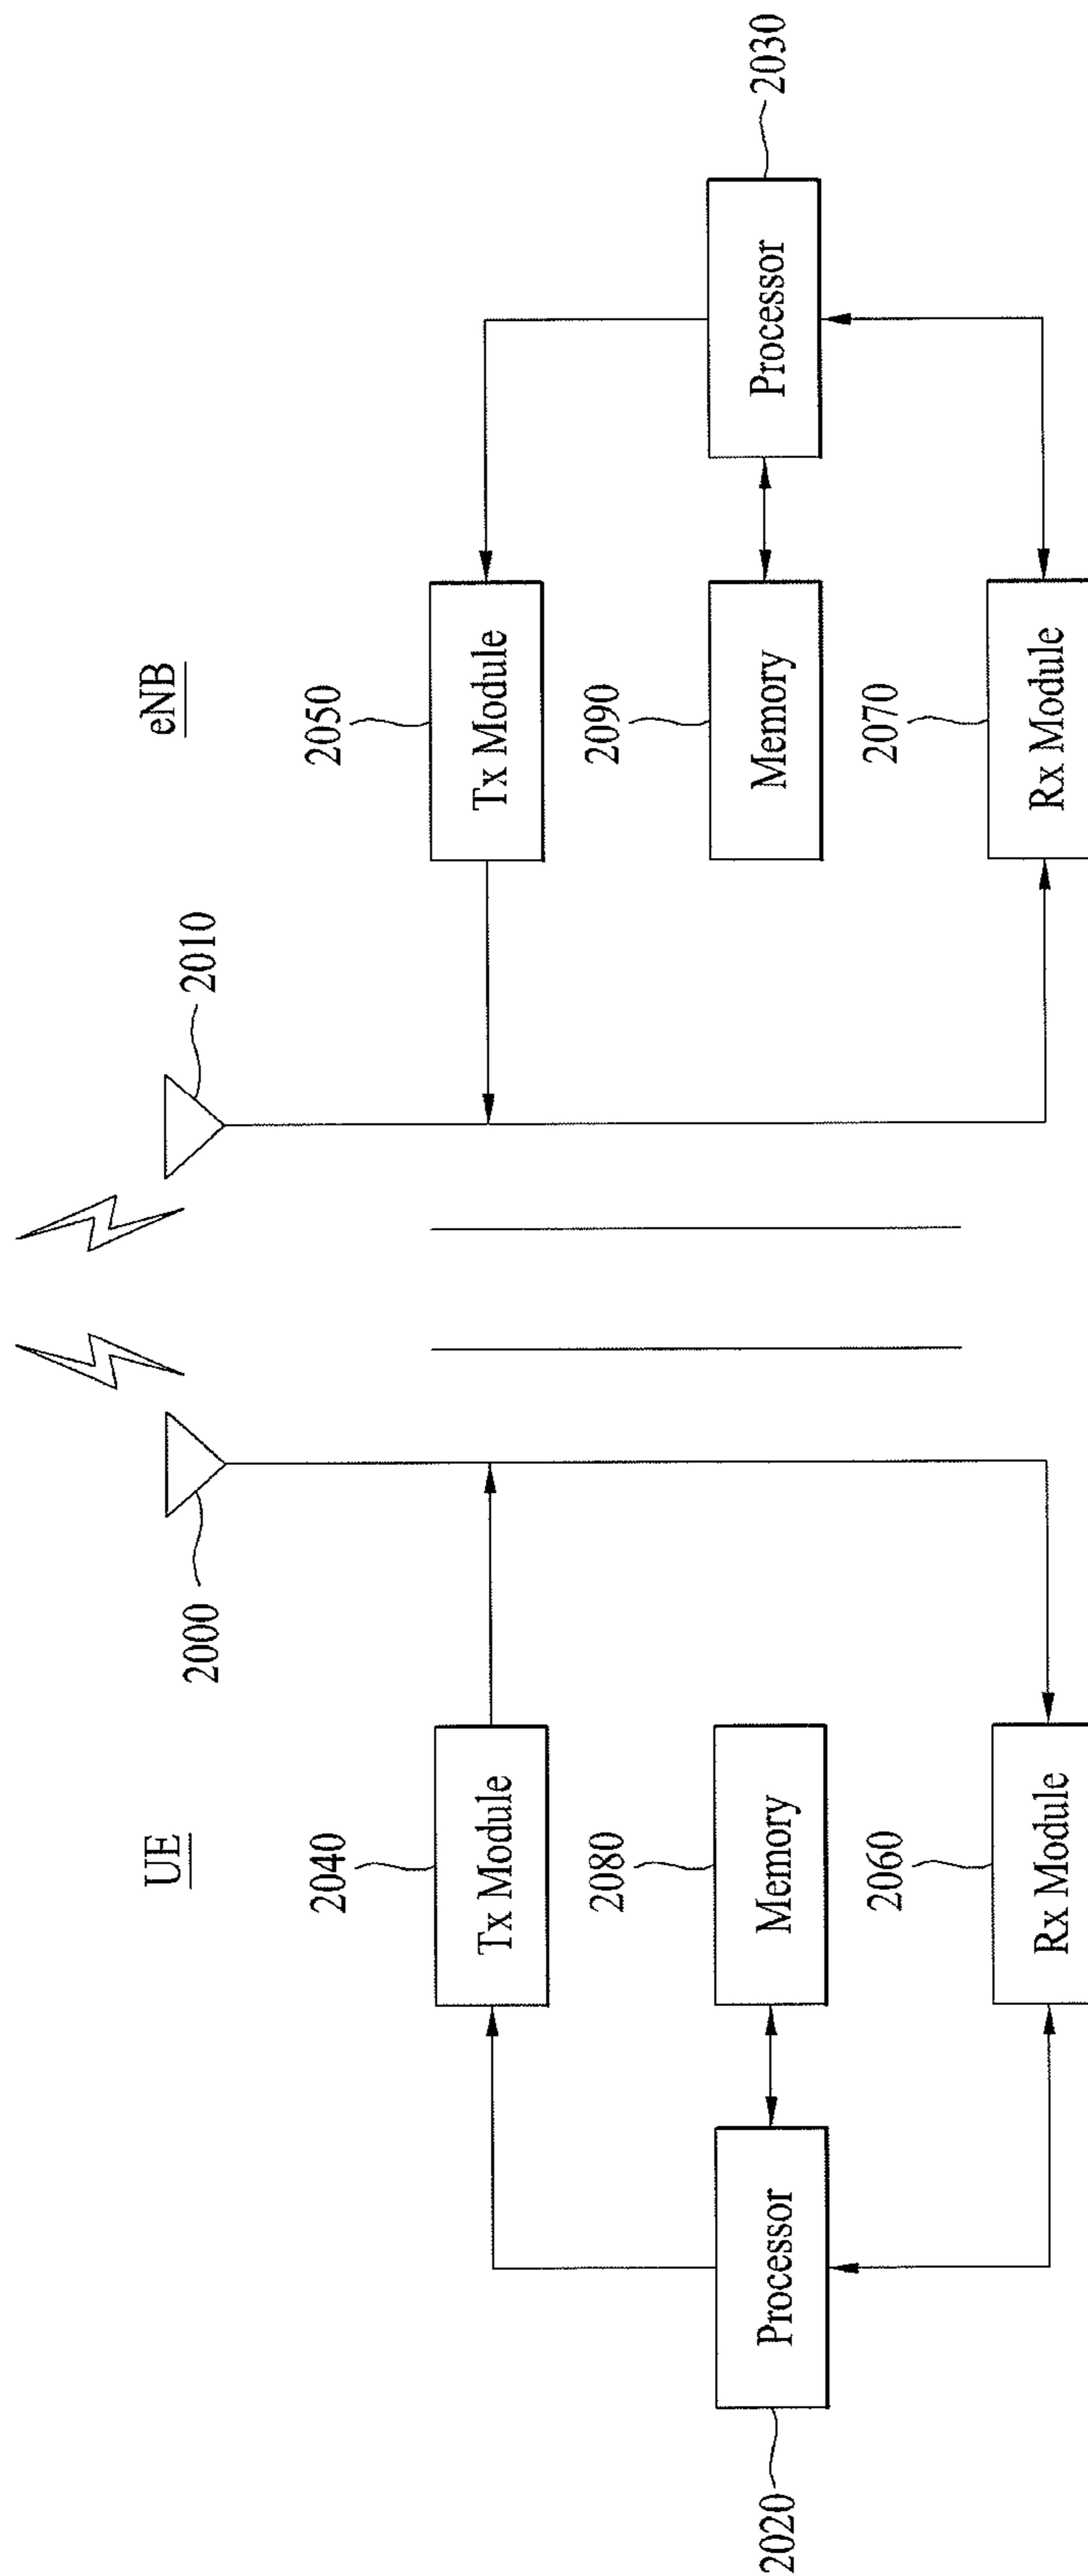 UE
eNB
2000
2010
2040
Tx Module
2050
Tx Module
2020
Processor
2080
Memory
2090
Memory
Processor
2030
2060
Rx Module
2070
Rx Module